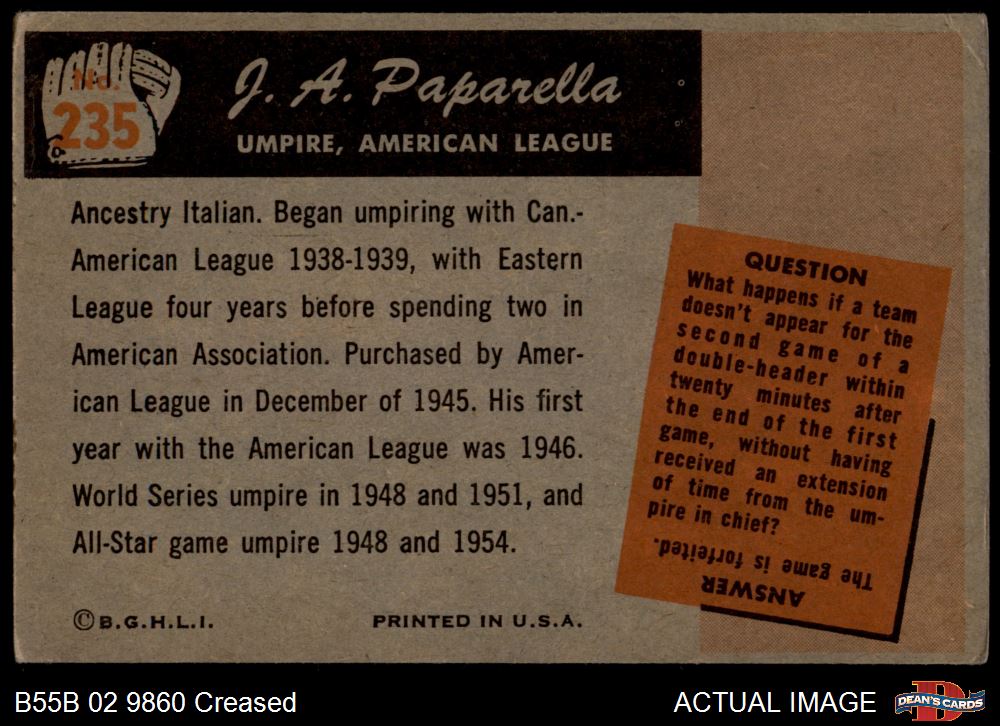 No.
235
J. A. Paparella
UMPIRE, AMERICAN LEAGUE
Ancestry Italian. Began umpiring with Can.-
American League 1938-1939, with Eastern
League four years before spending two in
American Association. Purchased by Amer-
ican League in December of 1945. His first
year with the American League was 1946.
World Series umpire in 1948 and 1951, and
All-Star game umpire 1948 and 1954.
©B.G.H.L.I.
PRINTED IN U.S.A.
QUESTION
What happens if a team
doesn't appear for the
second game of a
double-header within
twenty minutes after
the end of the first
game, without having
received an extension
of time from the um-
pire in chief?
ANSWER
The game is forfeited.
B55B 02 9860 Creased
ACTUAL IMAGE
D
DEAN'S CARDS